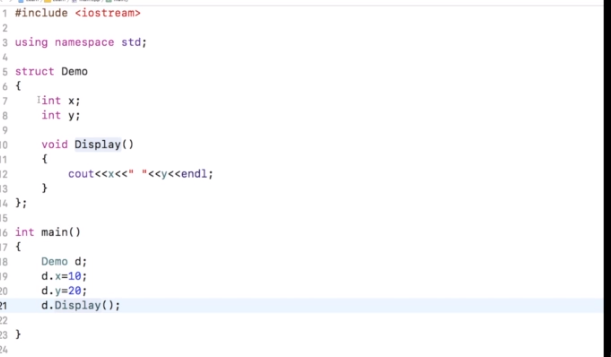 1 #include <iostream>
2
3 using namespace std;
4
5 struct Demo
6 {
7 int x;
8 int y;
9
10 void Display()
11 {
12 cout<<x<<" "<<y<<endl;
13 }
14 };
15
16 int main()
17 {
18 Demo d;
19 d.x=10;
20 d.y=20;
21 d.Display();
22
23 }
24